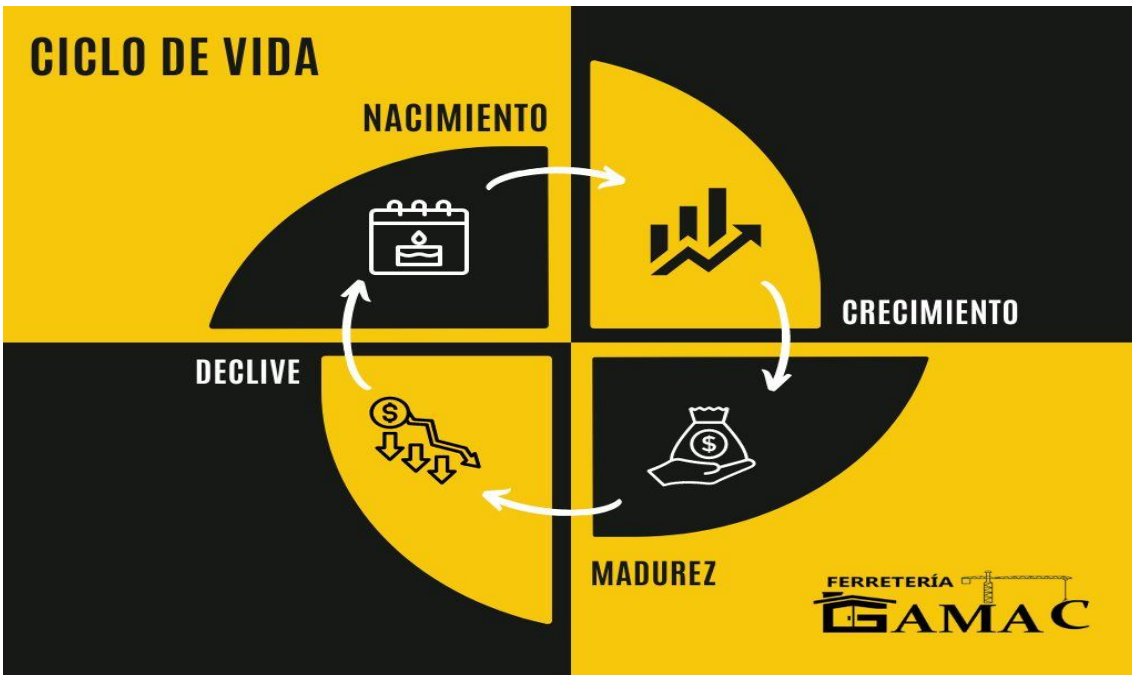 CICLO DE VIDA
NACIMIENTO
CRECIMIENTO
DECLIVE
$
$
MADUREZ
FERRETERÍA
GAMAC